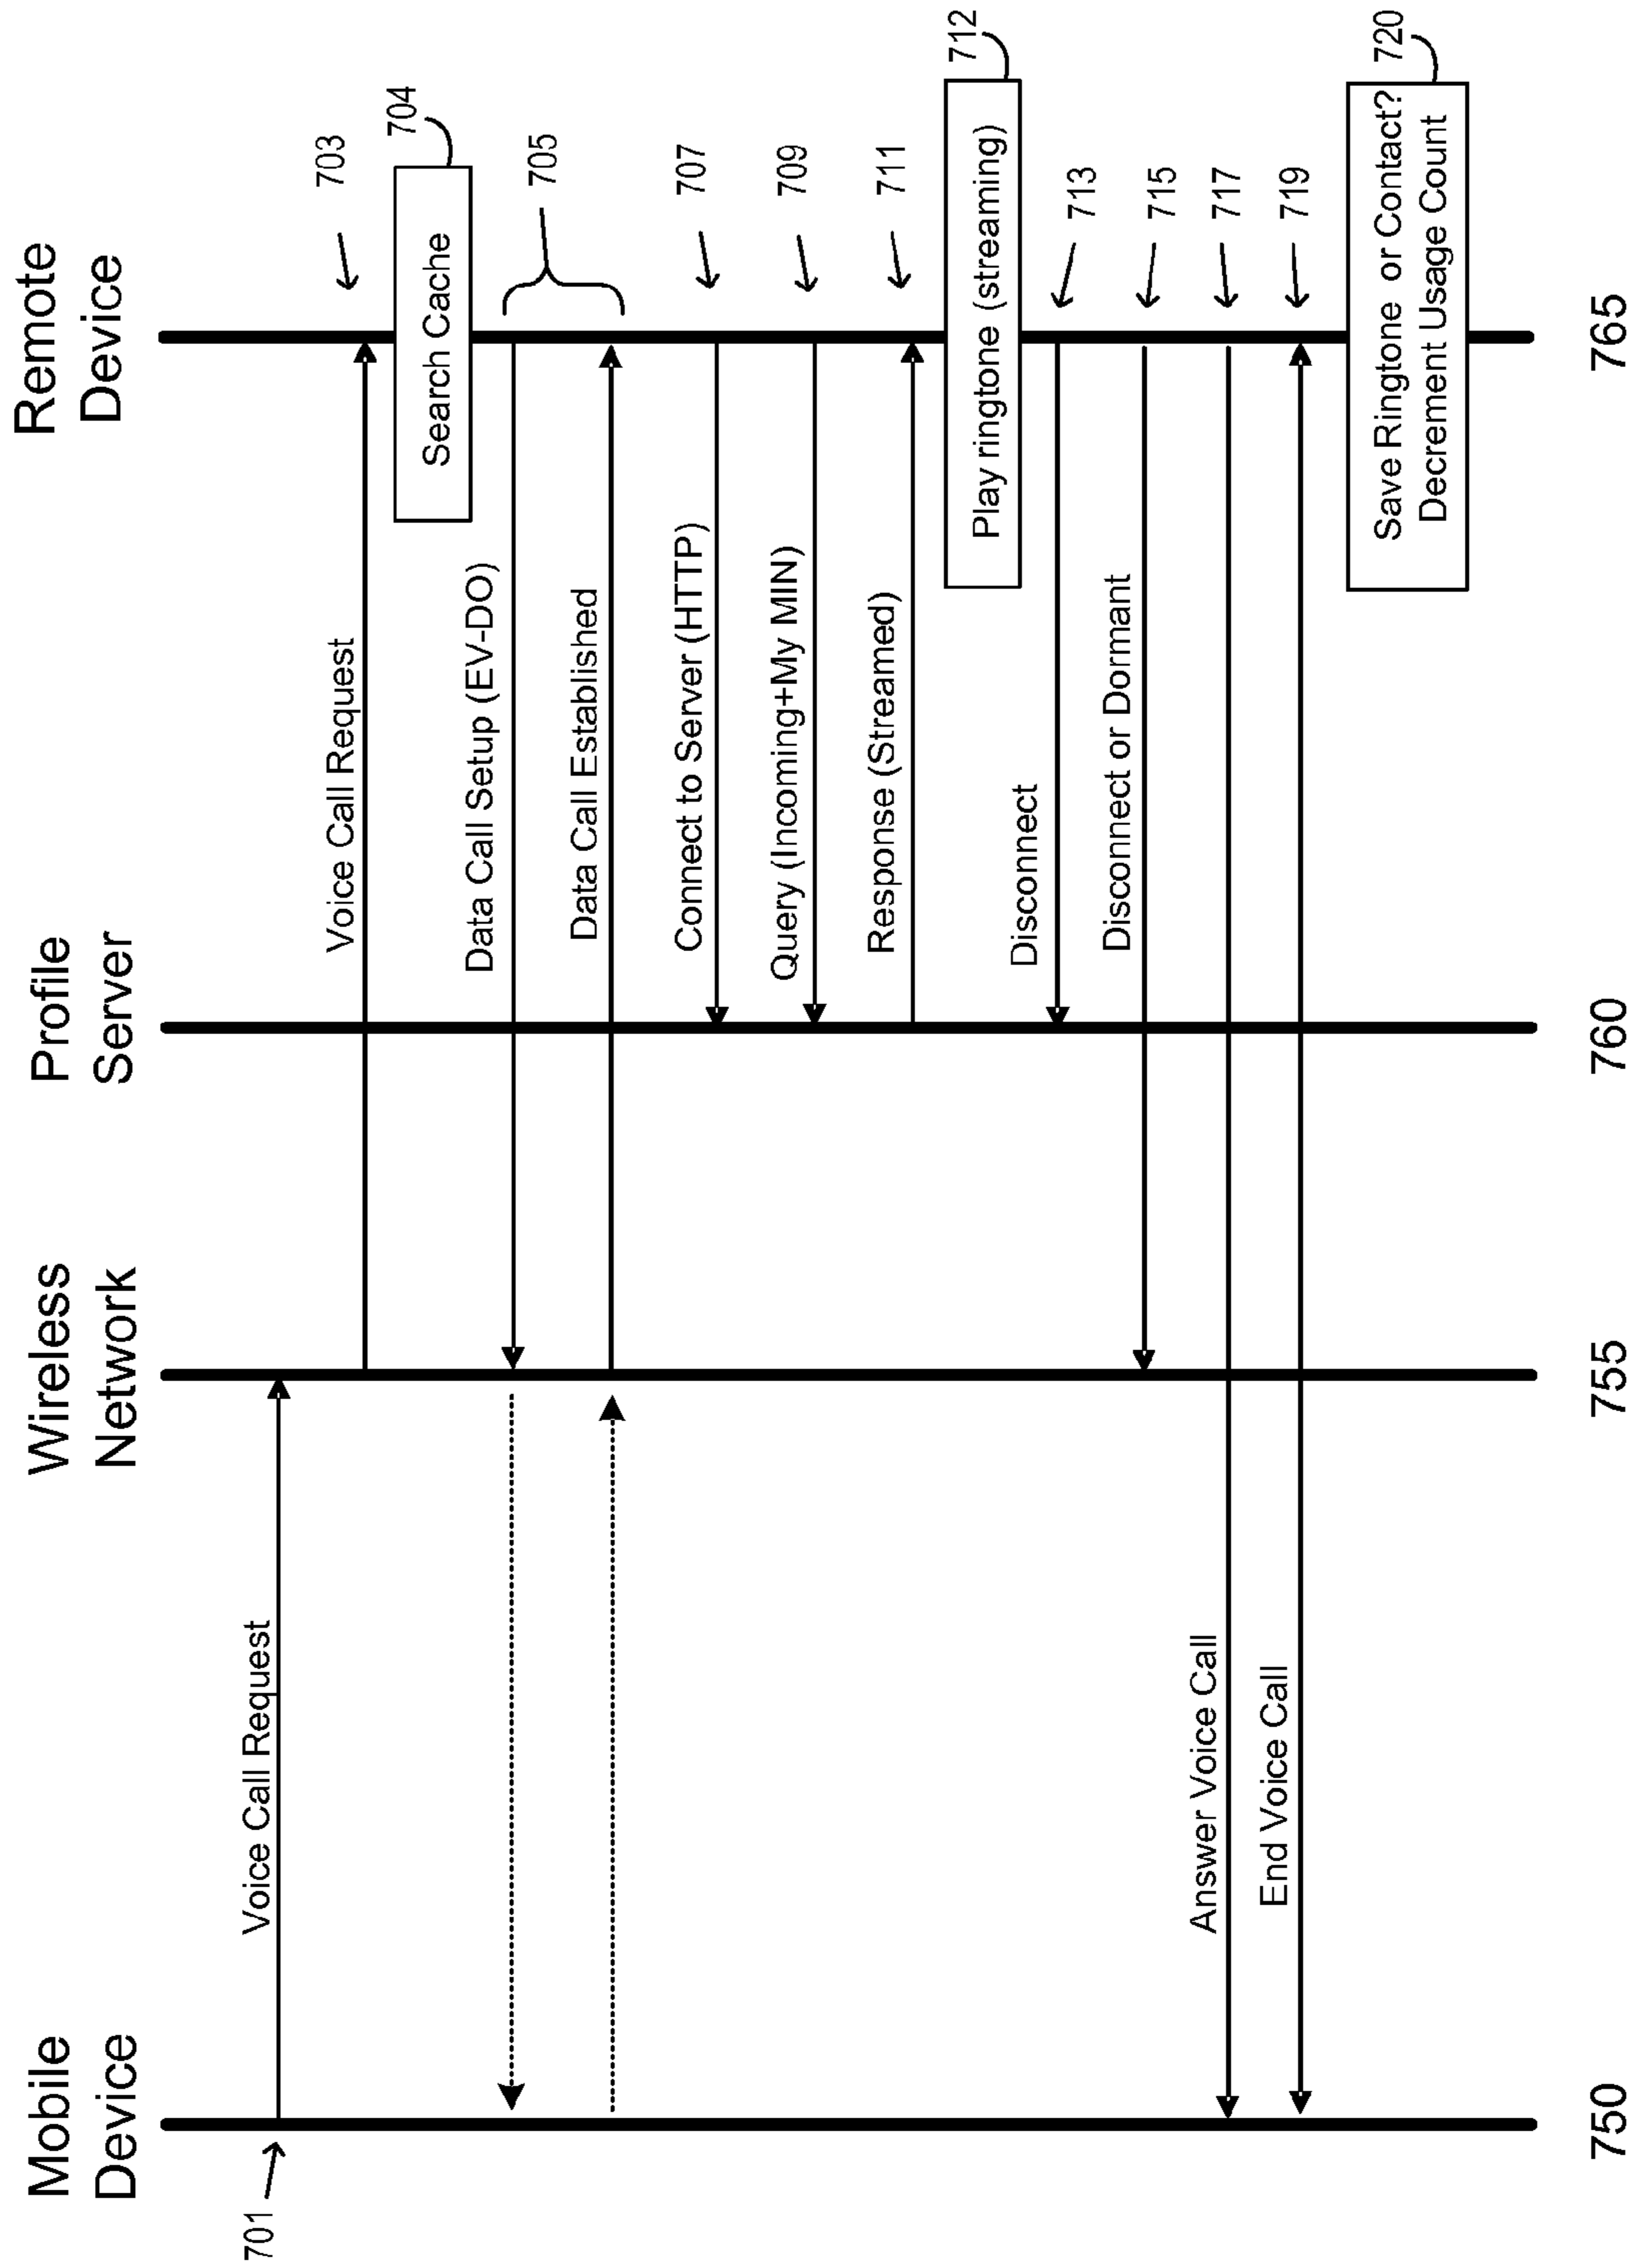 Mobile
Device
Wireless
Network
Profile
Server
Remote
Device
701
Voice Call Request
Voice Call Request
703
Search Cache
704
Data Call Setup (EV-DO)
Data Call Established
705
Connect to Server (HTTP)
707
Query (Incoming+My MIN)
709
Response (Streamed)
711
Play ringtone (streaming)
712
Disconnect
713
Disconnect or Dormant
715
Answer Voice Call
717
End Voice Call
719
Save Ringtone or Contact?
Decrement Usage Count
720
750
755
760
765